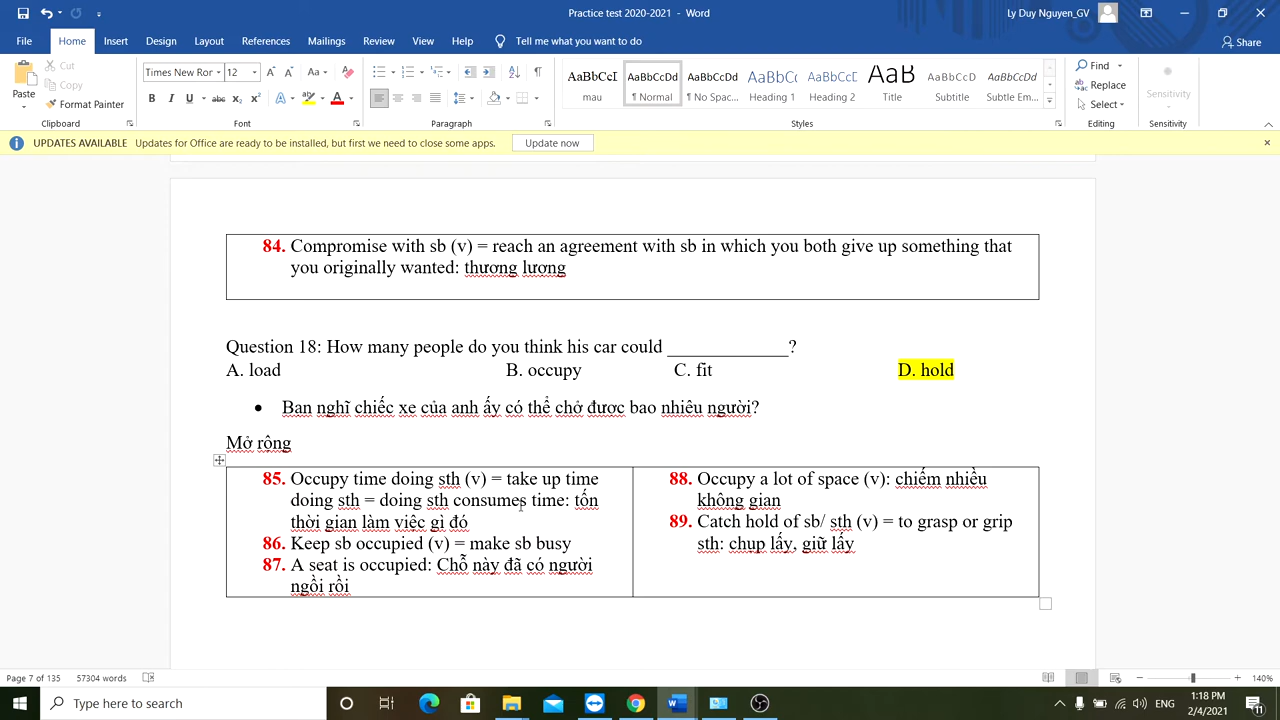 Practice test 2020-2021 - Word
Ly Duy Nguyen_GV
File Home Insert Design Layout References Mailings Review View Help Tell me what you want to do
Share
Paste
Cut
Copy
Format Painter
Clipboard
Times New Ror 12
Font
Paragraph
AaBbCcI AaBbCcDd AaBbCcDd AaBbCcI AaBbCcDd AaB AaBbCcDd AaBbCcDd
mau ¶ Normal ¶ No Spac... Heading 1 Heading 2 Title Subtitle Subtle Em...
Styles
Find
Replace
Select
Editing
Sensitivity
Sensitivity
UPDATES AVAILABLE Updates for Office are ready to be installed, but first we need to close some apps. Update now
84. Compromise with sb (v) = reach an agreement with sb in which you both give up something that
you originally wanted: thương lượng
Question 18: How many people do you think his car could _____________?
A. load B. occupy C. fit D. hold
• Bạn nghĩ chiếc xe của anh ấy có thể chở được bao nhiêu người?
Mở rộng
85. Occupy time doing sth (v) = take up time
doing sth = doing sth consumes time: tốn
thời gian làm việc gì đó
86. Keep sb occupied (v) = make sb busy
87. A seat is occupied: Chỗ này đã có người
ngồi rồi
88. Occupy a lot of space (v): chiếm nhiều
không gian
89. Catch hold of sb/ sth (v) = to grasp or grip
sth: chụp lấy, giữ lấy
Page 7 of 135 57304 words
140%
Type here to search
1:18 PM
2/4/2021